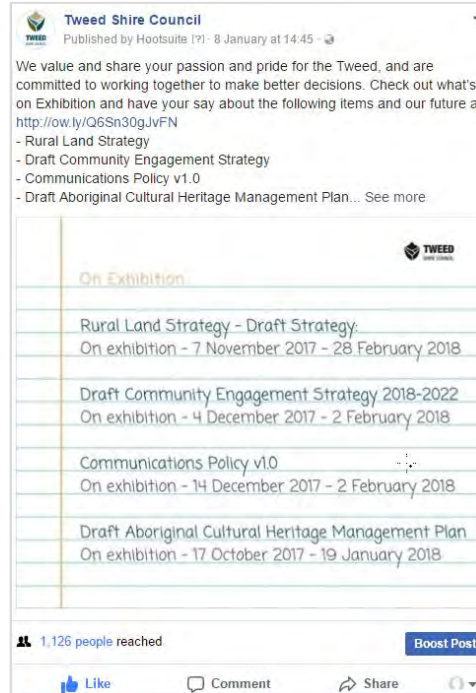 Tweed Shire Council
Published by Hootsuite [?] · 8 January at 14:45 ·
We value and share your passion and pride for the Tweed, and are
committed to working together to make better decisions. Check out what's
on Exhibition and have your say about the following items and our future a
http://ow.ly/Q6Sn30gJvFN
- Rural Land Strategy
- Draft Community Engagement Strategy
- Communications Policy v1.0
- Draft Aboriginal Cultural Heritage Management Plan... See more
TWEED
SHIRE COUNCIL
On Exhibition
Rural Land Strategy - Draft Strategy:
On exhibition - 7 November 2017 - 28 February 2018
Draft Community Engagement Strategy 2018-2022
On exhibition - 4 December 2017 - 2 February 2018
Communications Policy v1.0
On exhibition - 14 December 2017 - 2 February 2018
Draft Aboriginal Cultural Heritage Management Plan
On exhibition - 17 October 2017 - 19 January 2018
1,126 people reached
Boost Post
Like
Comment
Share